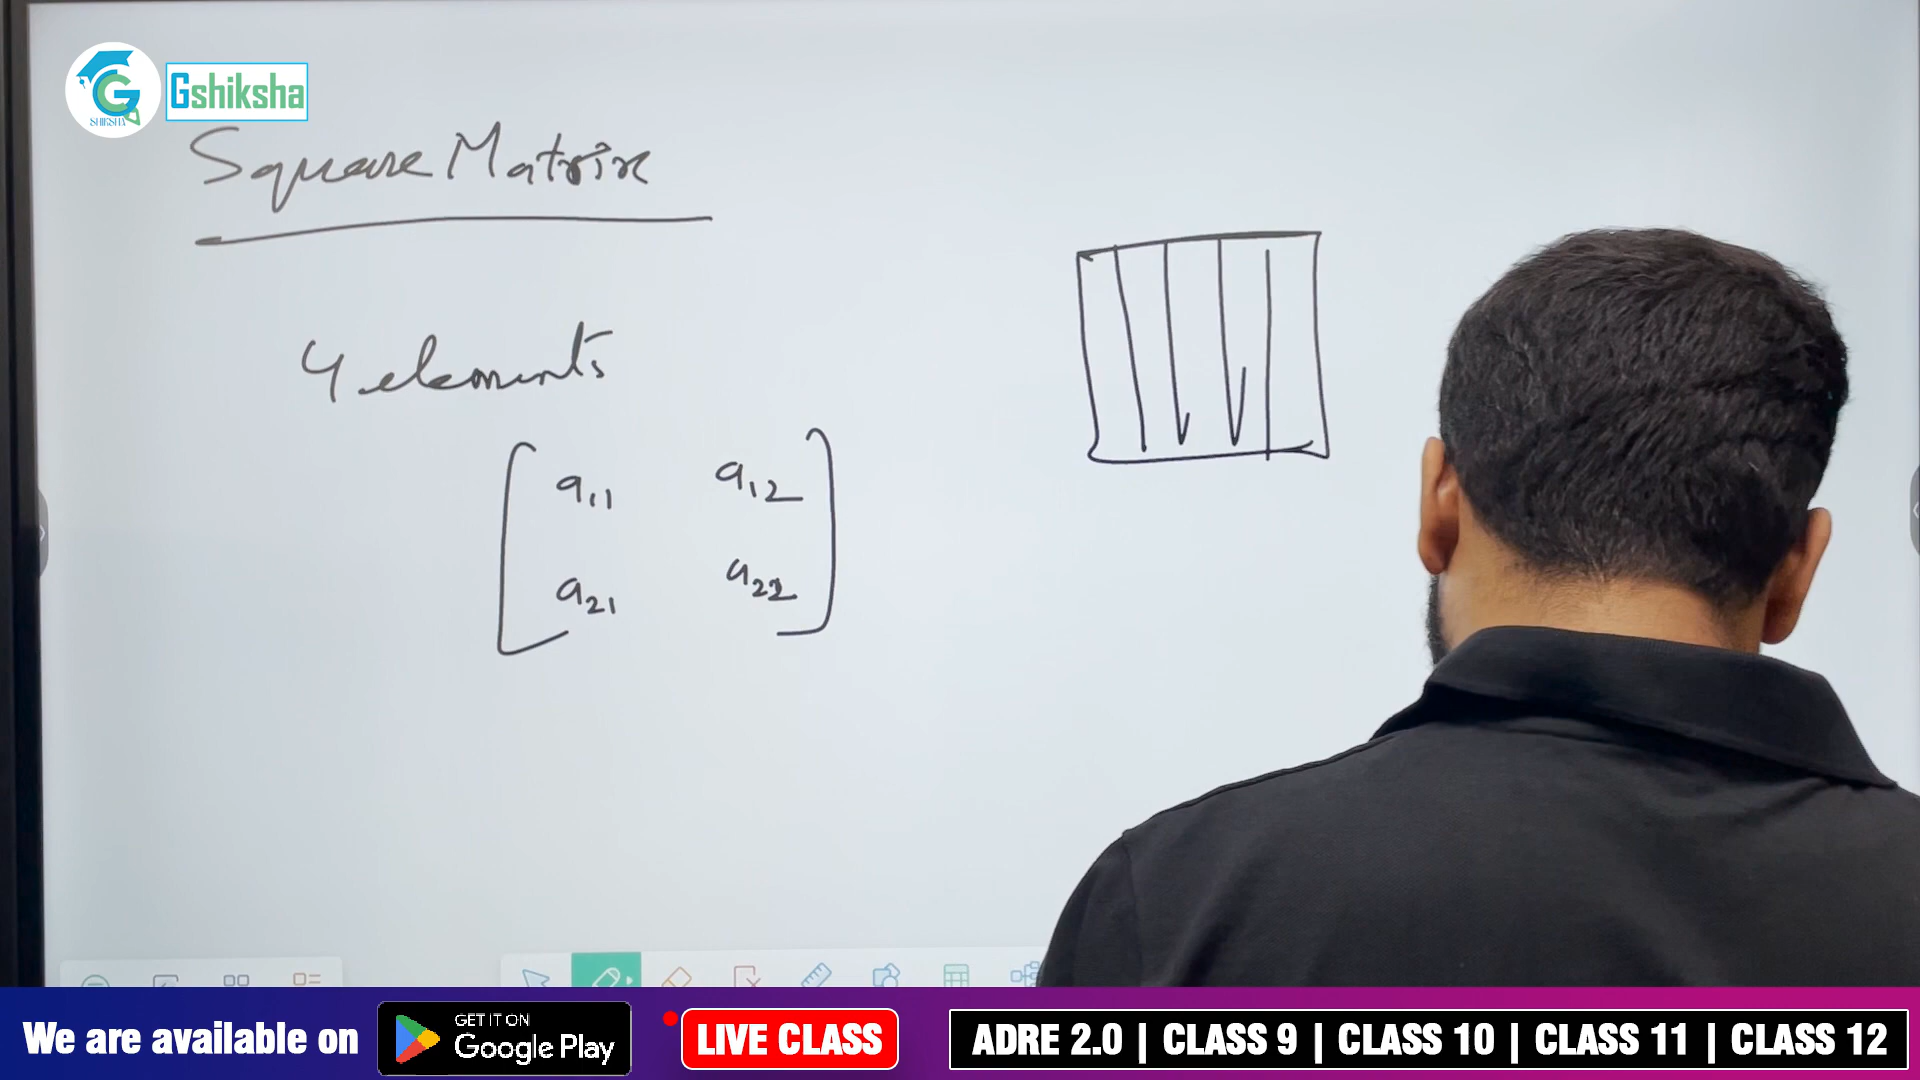 SHIKSHA
Gshiksha
Square Matrix
4 elements
a11 a12
a21 a22
We are available on
GET IT ON
Google Play
LIVE CLASS
ADRE 2.0 | CLASS 9 | CLASS 10 | CLASS 11 | CLASS 12